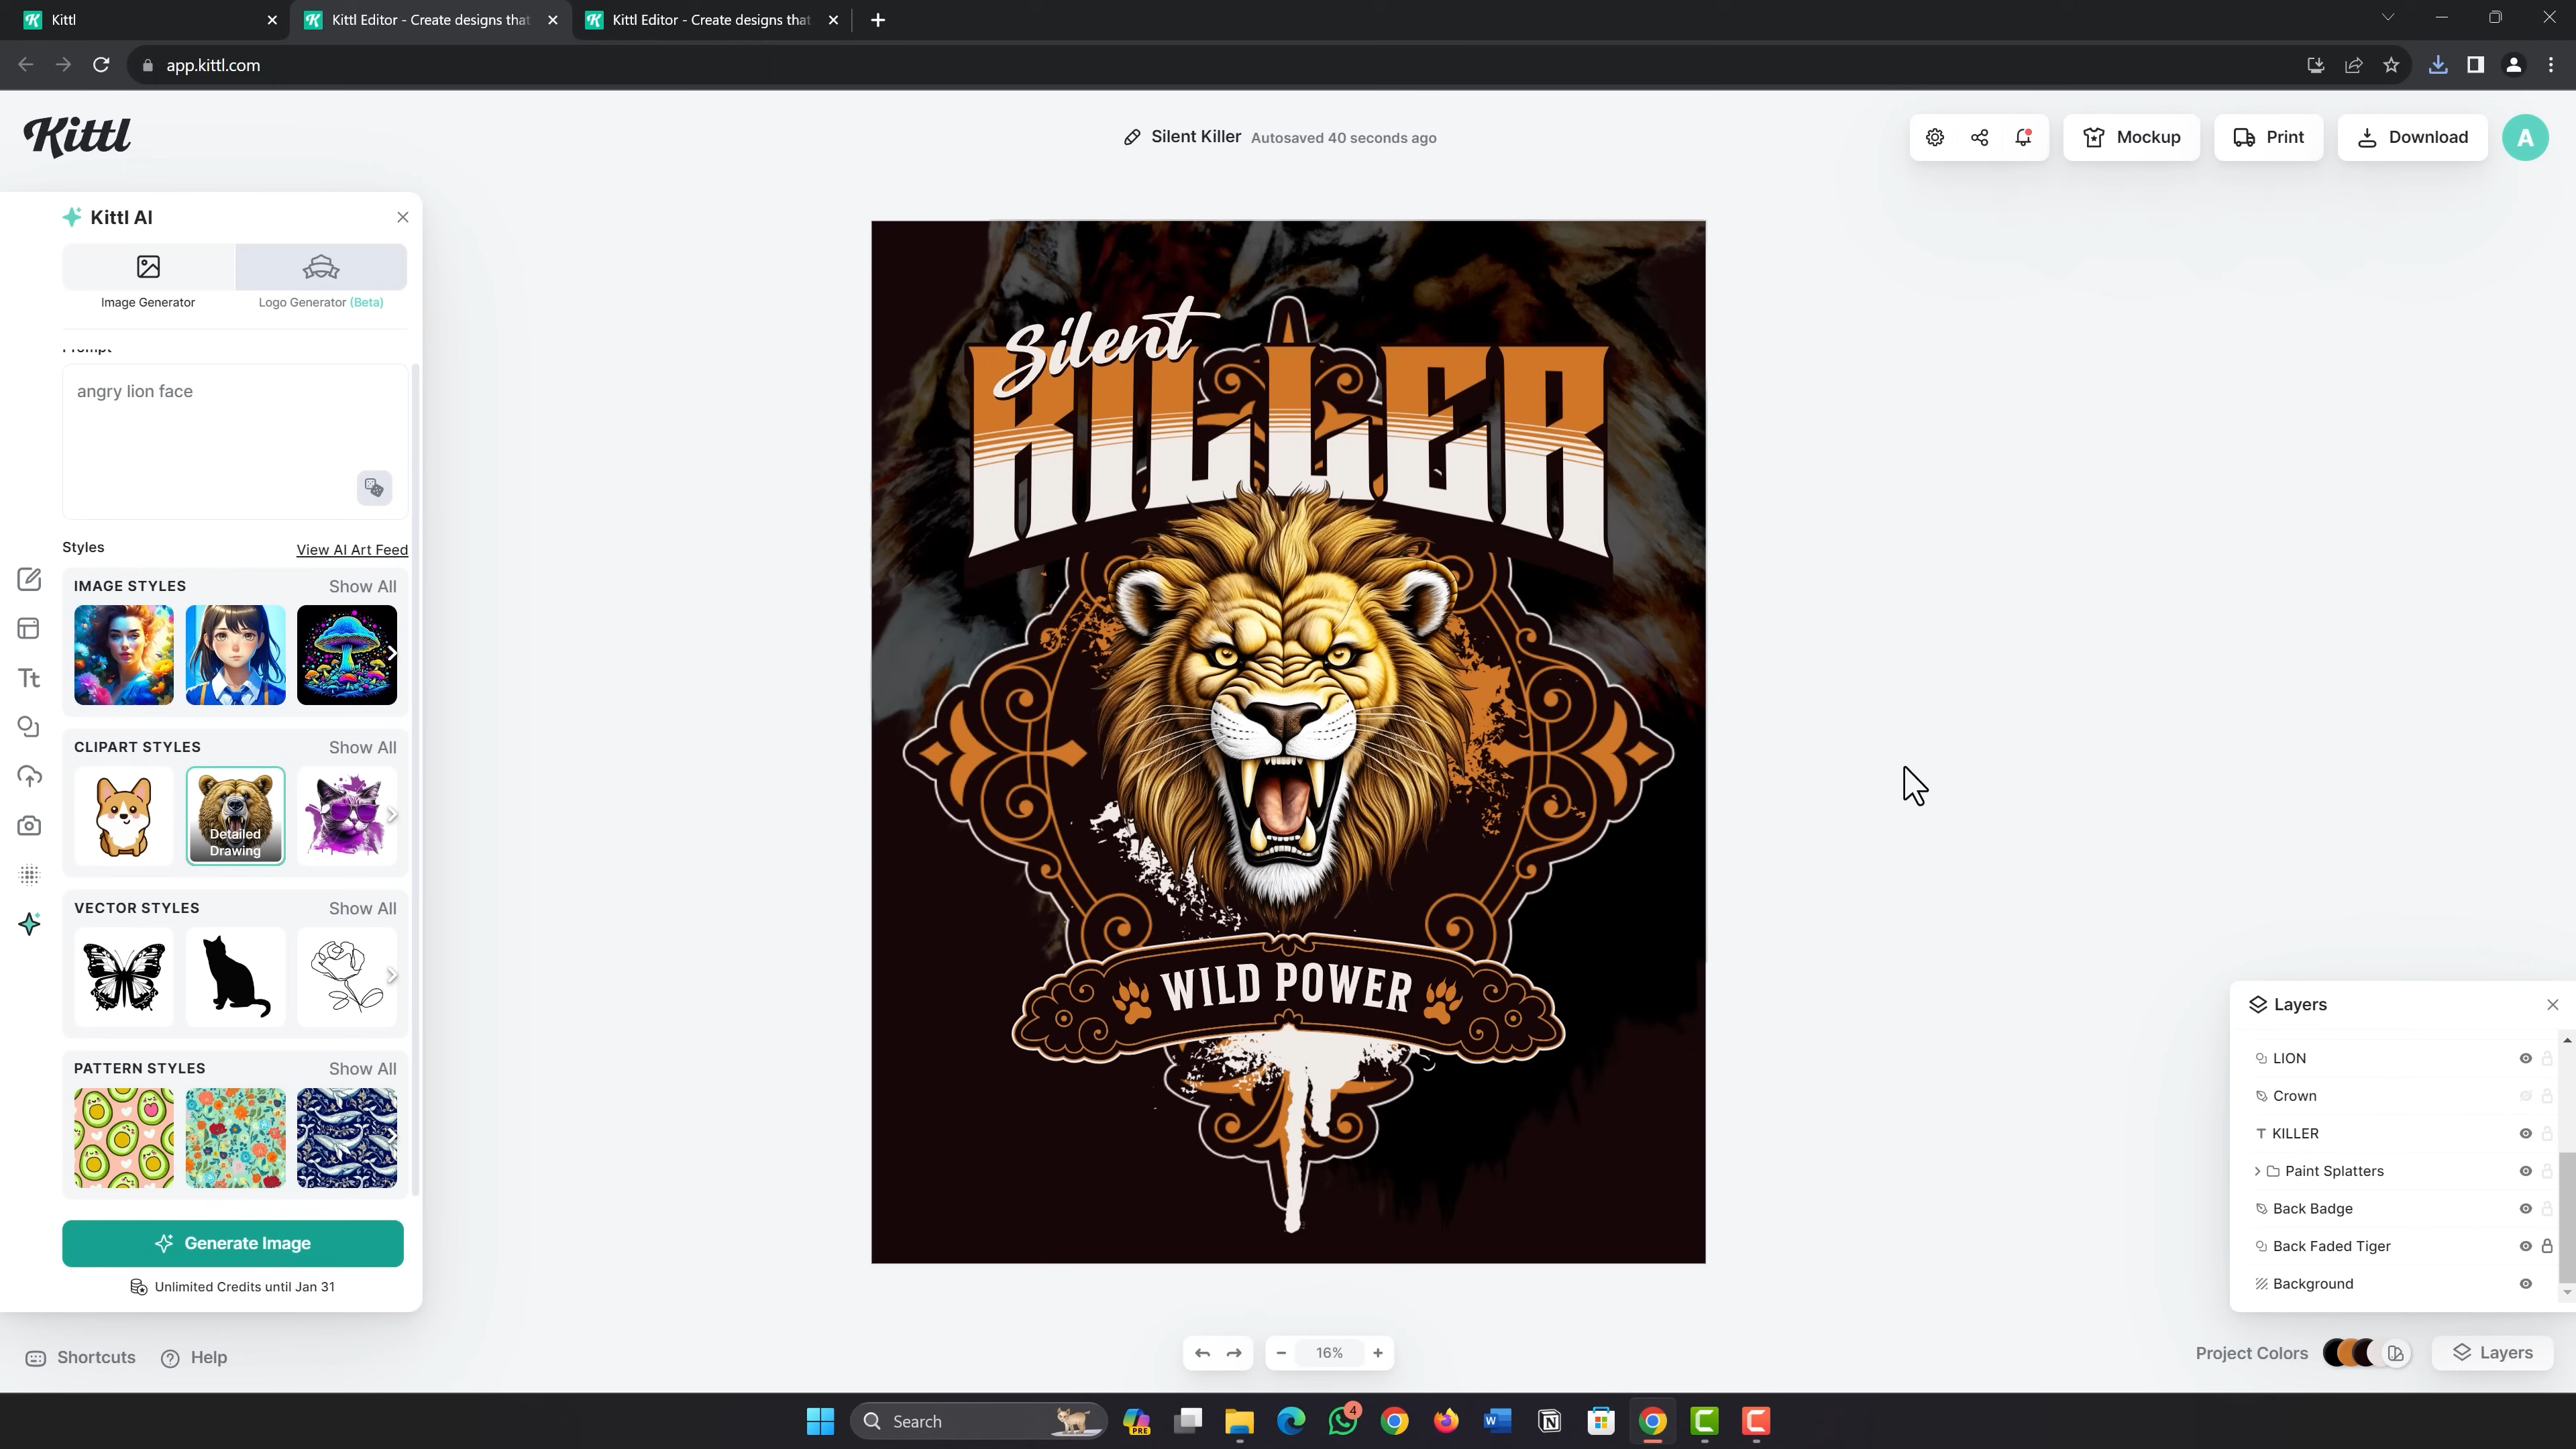 Kittl
Kittl Editor - Create designs that
Kittl Editor - Create designs that
app.kittl.com
Kittl
Silent Killer Autosaved 40 seconds ago
Mockup
Print
Download
A
Kittl AI
Image Generator
Logo Generator (Beta)
Prompt
angry lion face
Styles
View AI Art Feed
IMAGE STYLES
Show All
CLIPART STYLES
Show All
Detailed
Drawing
VECTOR STYLES
Show All
PATTERN STYLES
Show All
Generate Image
Unlimited Credits until Jan 31
Silent
KILLER
WILD POWER
Layers
LION
Crown
KILLER
Paint Splatters
Back Badge
Back Faded Tiger
Background
Shortcuts
Help
16%
Project Colors
Layers
Search
PRE
4